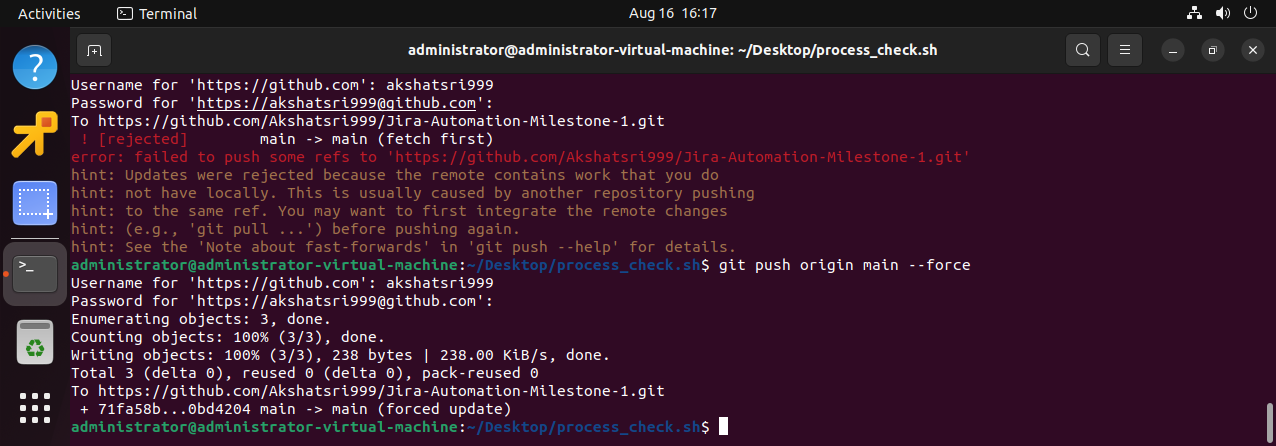 Activities Terminal Aug 16 16:17
administrator@administrator-virtual-machine: ~/Desktop/process_check.sh
Username for 'https://github.com': akshatsri999
Password for 'https://akshatsri999@github.com':
To https://github.com/Akshatsri999/Jira-Automation-Milestone-1.git
 ! [rejected]        main -> main (fetch first)
error: failed to push some refs to 'https://github.com/Akshatsri999/Jira-Automation-Milestone-1.git'
hint: Updates were rejected because the remote contains work that you do
hint: not have locally. This is usually caused by another repository pushing
hint: to the same ref. You may want to first integrate the remote changes
hint: (e.g., 'git pull ...') before pushing again.
hint: See the 'Note about fast-forwards' in 'git push --help' for details.
administrator@administrator-virtual-machine:~/Desktop/process_check.sh$ git push origin main --force
Username for 'https://github.com': akshatsri999
Password for 'https://akshatsri999@github.com':
Enumerating objects: 3, done.
Counting objects: 100% (3/3), done.
Writing objects: 100% (3/3), 238 bytes | 238.00 KiB/s, done.
Total 3 (delta 0), reused 0 (delta 0), pack-reused 0
To https://github.com/Akshatsri999/Jira-Automation-Milestone-1.git
 + 71fa58b...0bd4204 main -> main (forced update)
administrator@administrator-virtual-machine:~/Desktop/process_check.sh$